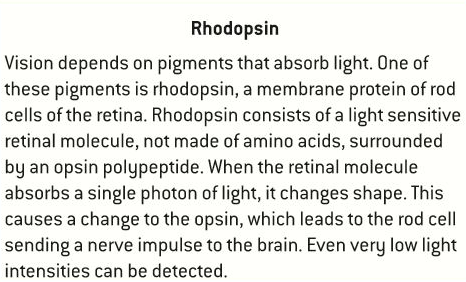 Rhodopsin
Vision depends on pigments that absorb light. One of
these pigments is rhodopsin, a membrane protein of rod
cells of the retina. Rhodopsin consists of a light sensitive
retinal molecule, not made of amino acids, surrounded
by an opsin polypeptide. When the retinal molecule
absorbs a single photon of light, it changes shape. This
causes a change to the opsin, which leads to the rod cell
sending a nerve impulse to the brain. Even very low light
intensities can be detected.